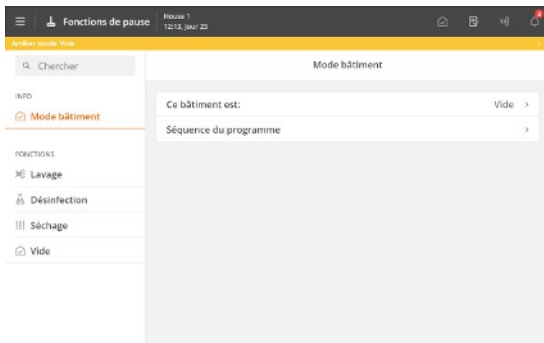 Fonctions de pause
House 1
12:13, Jour 23
3
Arrêter mode: Vide
Chercher
Mode bâtiment
INFO
Mode bâtiment
Ce bâtiment est: Vide
Séquence du programme
FONCTIONS
Lavage
Désinfection
Séchage
Vide